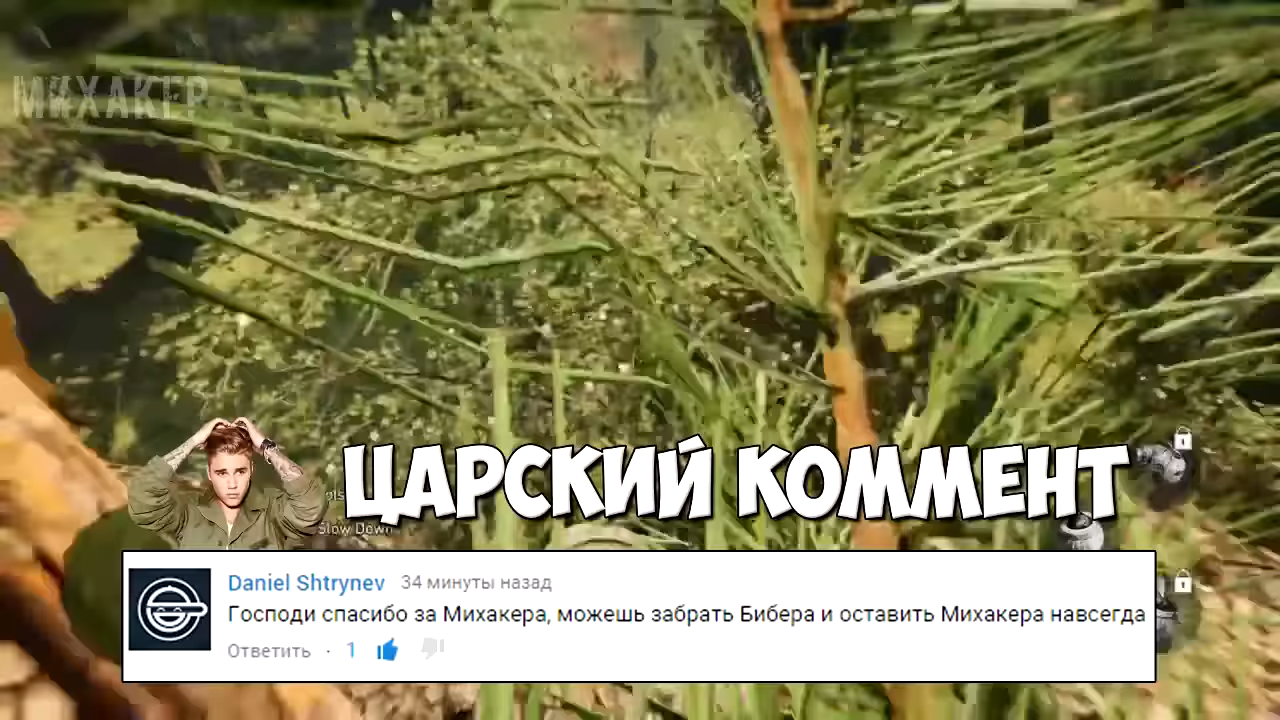 МИХАКЕР
ЦАРСКИЙ КОММЕНТ
Slow Down
Daniel Shtrynev 34 минуты назад
Господи спасибо за Михакера, можешь забрать Бибера и оставить Михакера навсегда
Ответить · 1